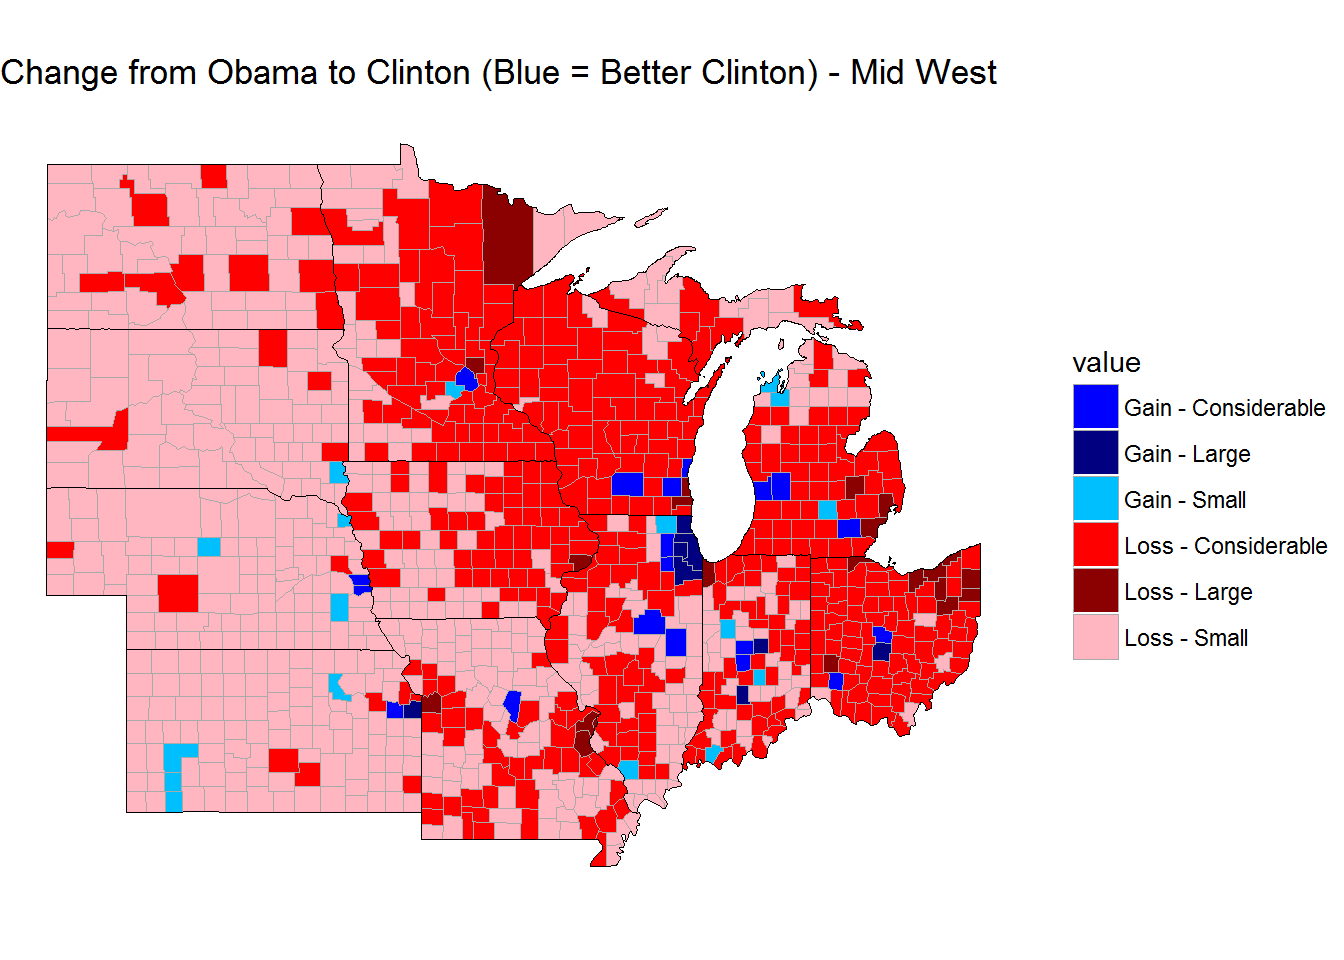 Change from Obama to Clinton (Blue = Better Clinton) - Mid West
value
Gain - Considerable
Gain - Large
Gain - Small
Loss - Considerable
Loss - Large
Loss - Small